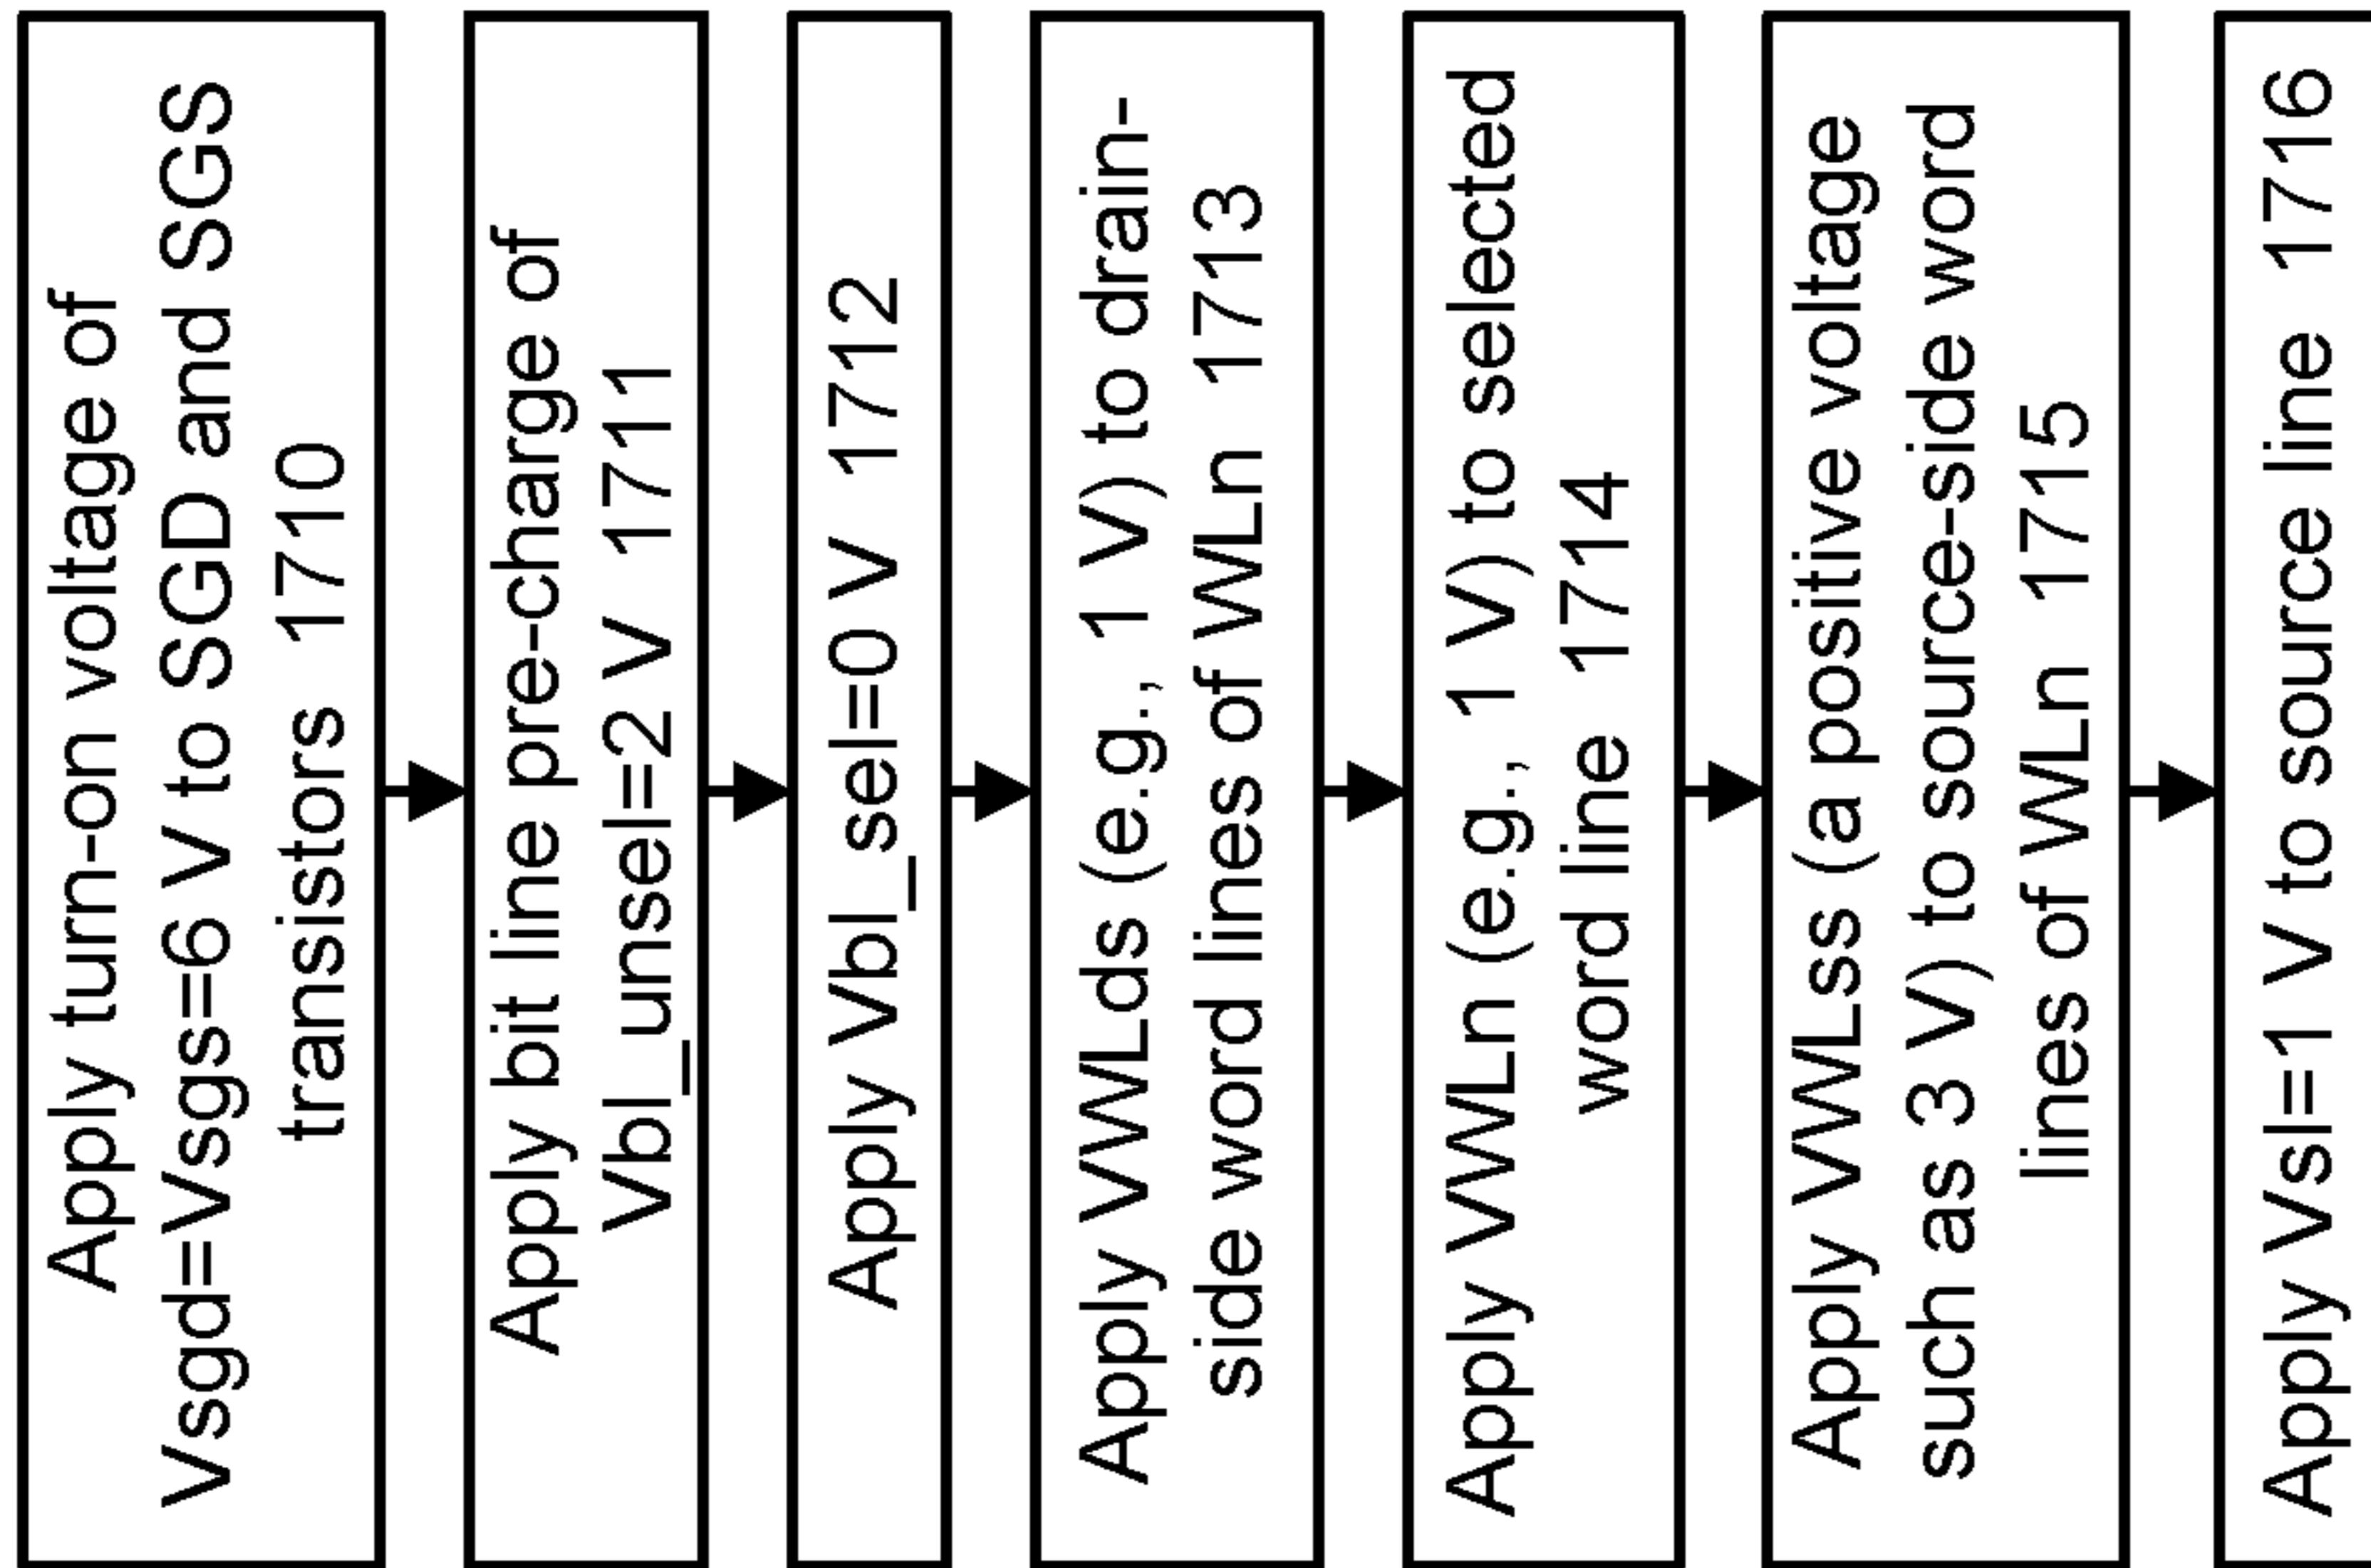 Apply turn-on voltage of
Vsgd=Vsgs=6 V to SGD and SGS
transistors 1710
Apply bit line pre-charge of
Vbl_unsel=2 V 1711
Apply Vbl_sel=0 V 1712
Apply VWLds (e.g., 1 V) to drain-
side word lines of WLn 1713
Apply VWLn (e.g., 1 V) to selected
word line 1714
Apply VWLss (a positive voltage
such as 3 V) to source-side word
lines of WLn 1715
Apply Vsl=1 V to source line 1716